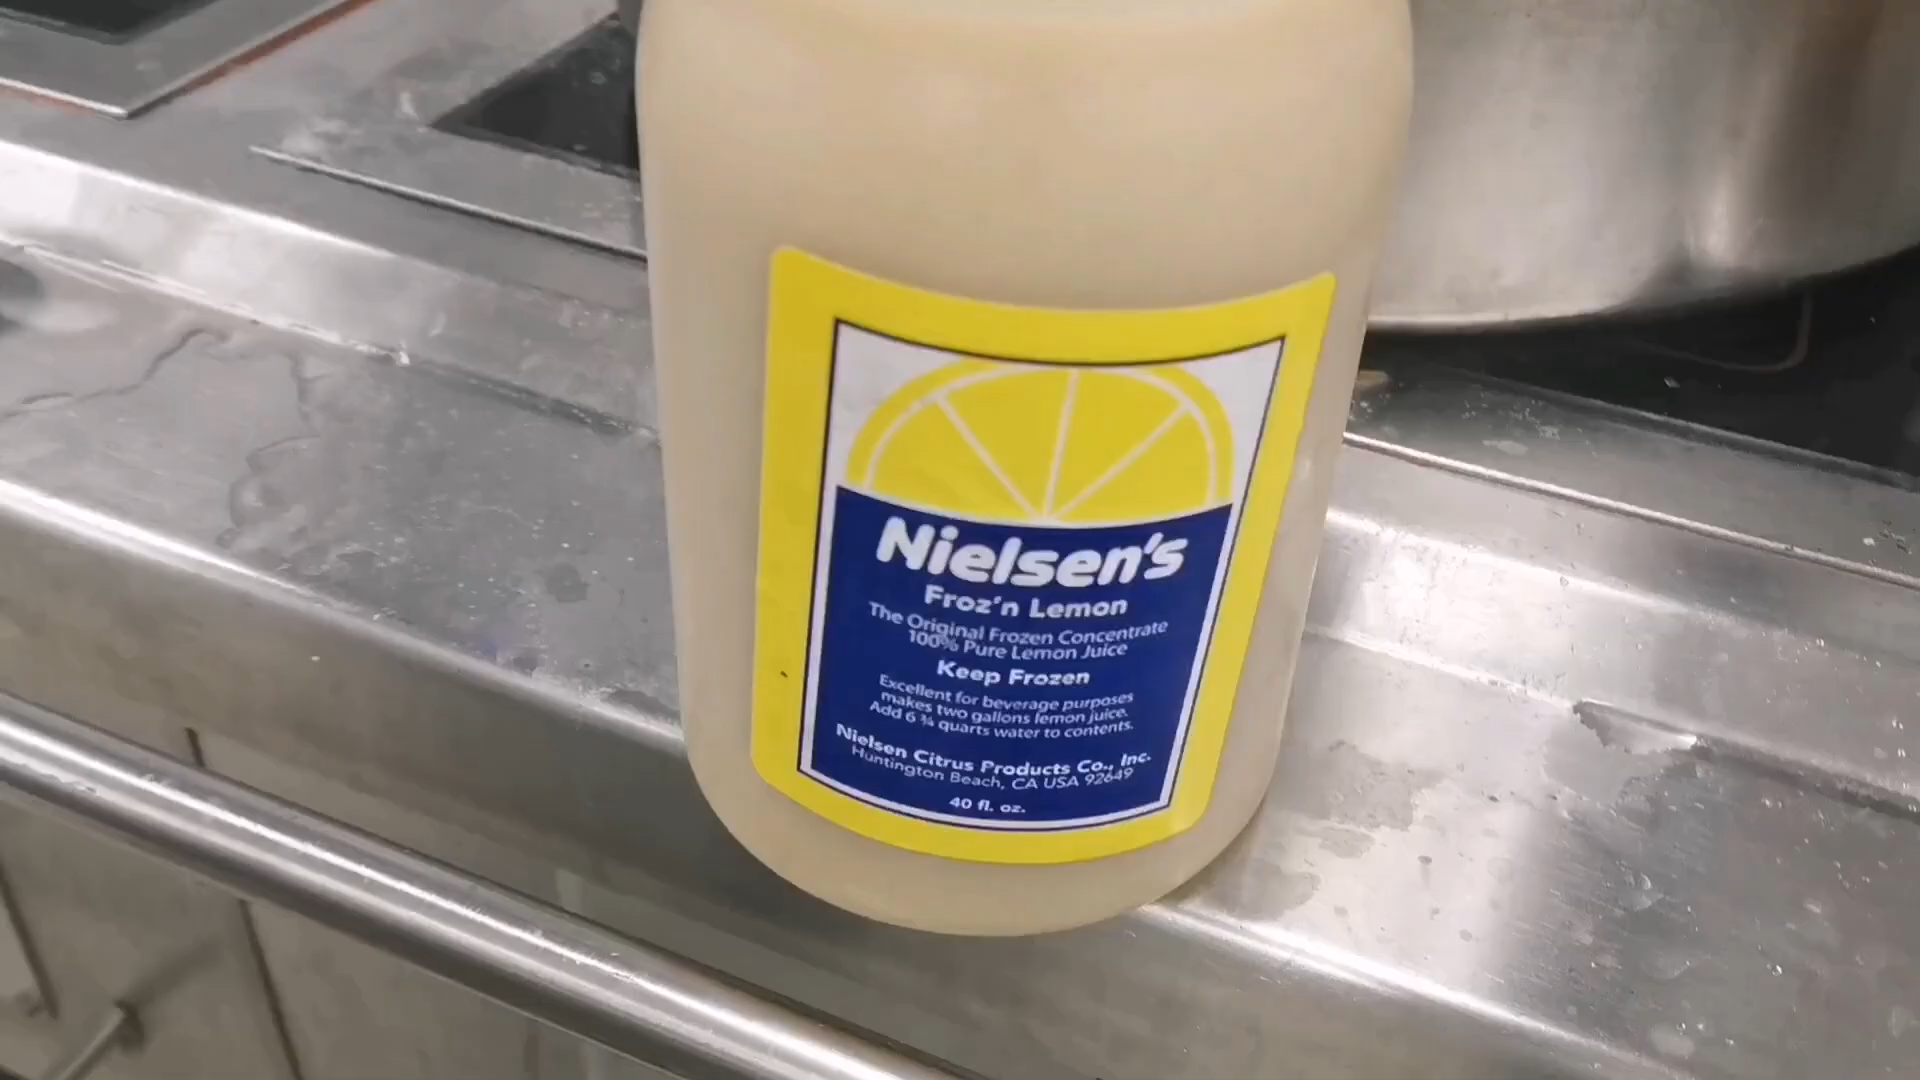 Nielsen's
Froz'n Lemon
The Original Frozen Concentrate
100% Pure Lemon Juice
Keep Frozen
Excellent for beverage purposes
makes two gallons lemon juice.
Add 6 ¾ quarts water to contents.
Nielsen Citrus Products Co., Inc.
Huntington Beach, CA USA 92649
40 fl. oz.